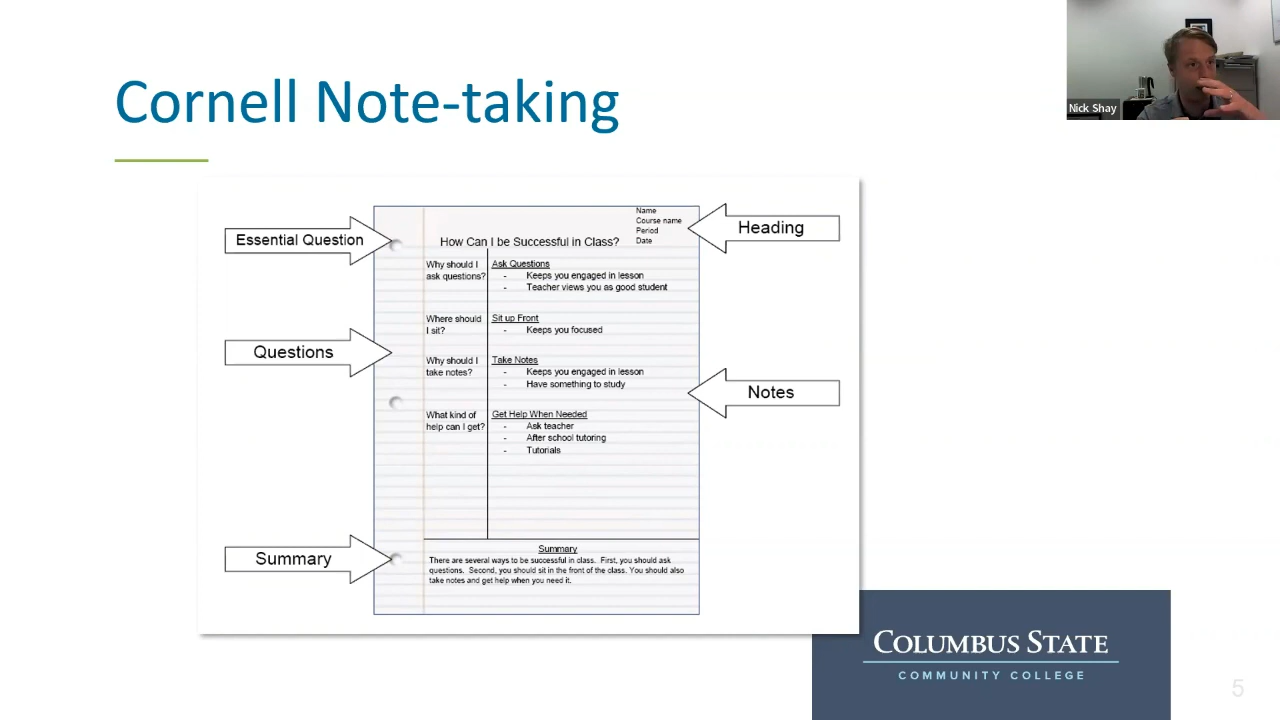 Cornell Note-taking
Nick Shay
Essential Question
Questions
Summary
Heading
Notes
Name
Course name
Period
Date
How Can I be Successful in Class?
Why should I
ask questions?
Ask Questions
- Keeps you engaged in lesson
- Teacher views you as good student
Where should
I sit?
Sit up Front
- Keeps you focused
Why should I
take notes?
Take Notes
- Keeps you engaged in lesson
- Have something to study
What kind of
help can I get?
Get Help When Needed
- Ask teacher
- After school tutoring
- Tutorials
Summary
There are several ways to be successful in class. First, you should ask
questions. Second, you should sit in the front of the class. You should also
take notes and get help when you need it.
COLUMBUS STATE
COMMUNITY COLLEGE
5